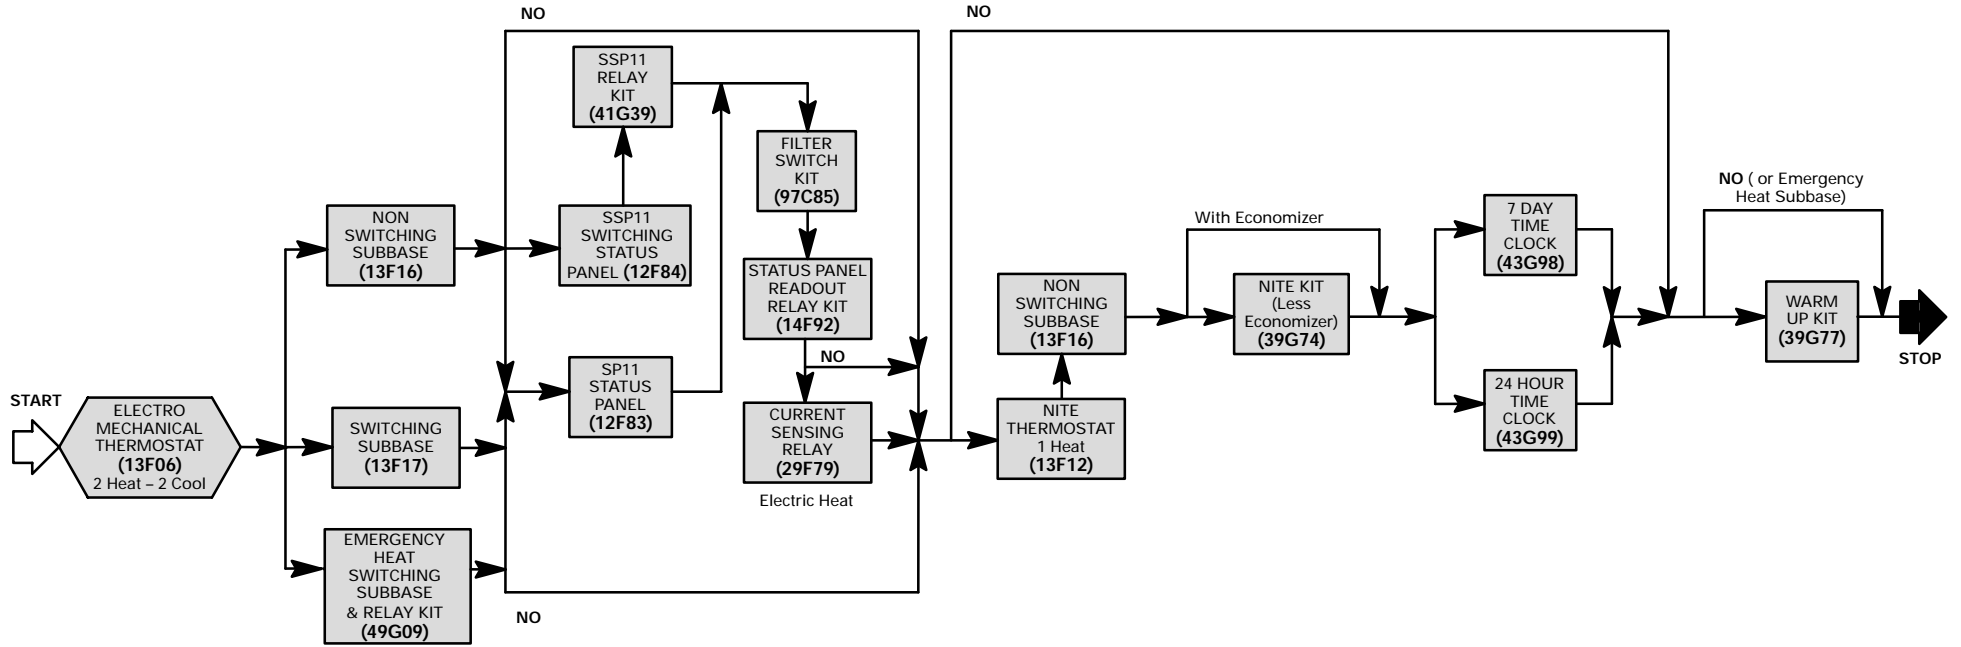 START
ELECTRO
MECHANICAL
THERMOSTAT
(13F06)
2 Heat – 2 Cool
NON
SWITCHING
SUBBASE
(13F16)
SWITCHING
SUBBASE
(13F17)
EMERGENCY
HEAT
SWITCHING
SUBBASE
& RELAY KIT
(49G09)
NO
SSP11
RELAY
KIT
(41G39)
SSP11
SWITCHING
STATUS
PANEL (12F84)
SP11
STATUS
PANEL
(12F83)
FILTER
SWITCH
KIT
(97C85)
STATUS PANEL
READOUT
RELAY KIT
(14F92)
NO
CURRENT
SENSING
RELAY
(29F79)
Electric Heat
NO
NO
NON
SWITCHING
SUBBASE
(13F16)
NITE
THERMOSTAT
1 Heat
(13F12)
With Economizer
NITE KIT
(Less
Economizer)
(39G74)
7 DAY
TIME
CLOCK
(43G98)
24 HOUR
TIME
CLOCK
(43G99)
NO ( or Emergency
Heat Subbase)
WARM
UP KIT
(39G77)
STOP